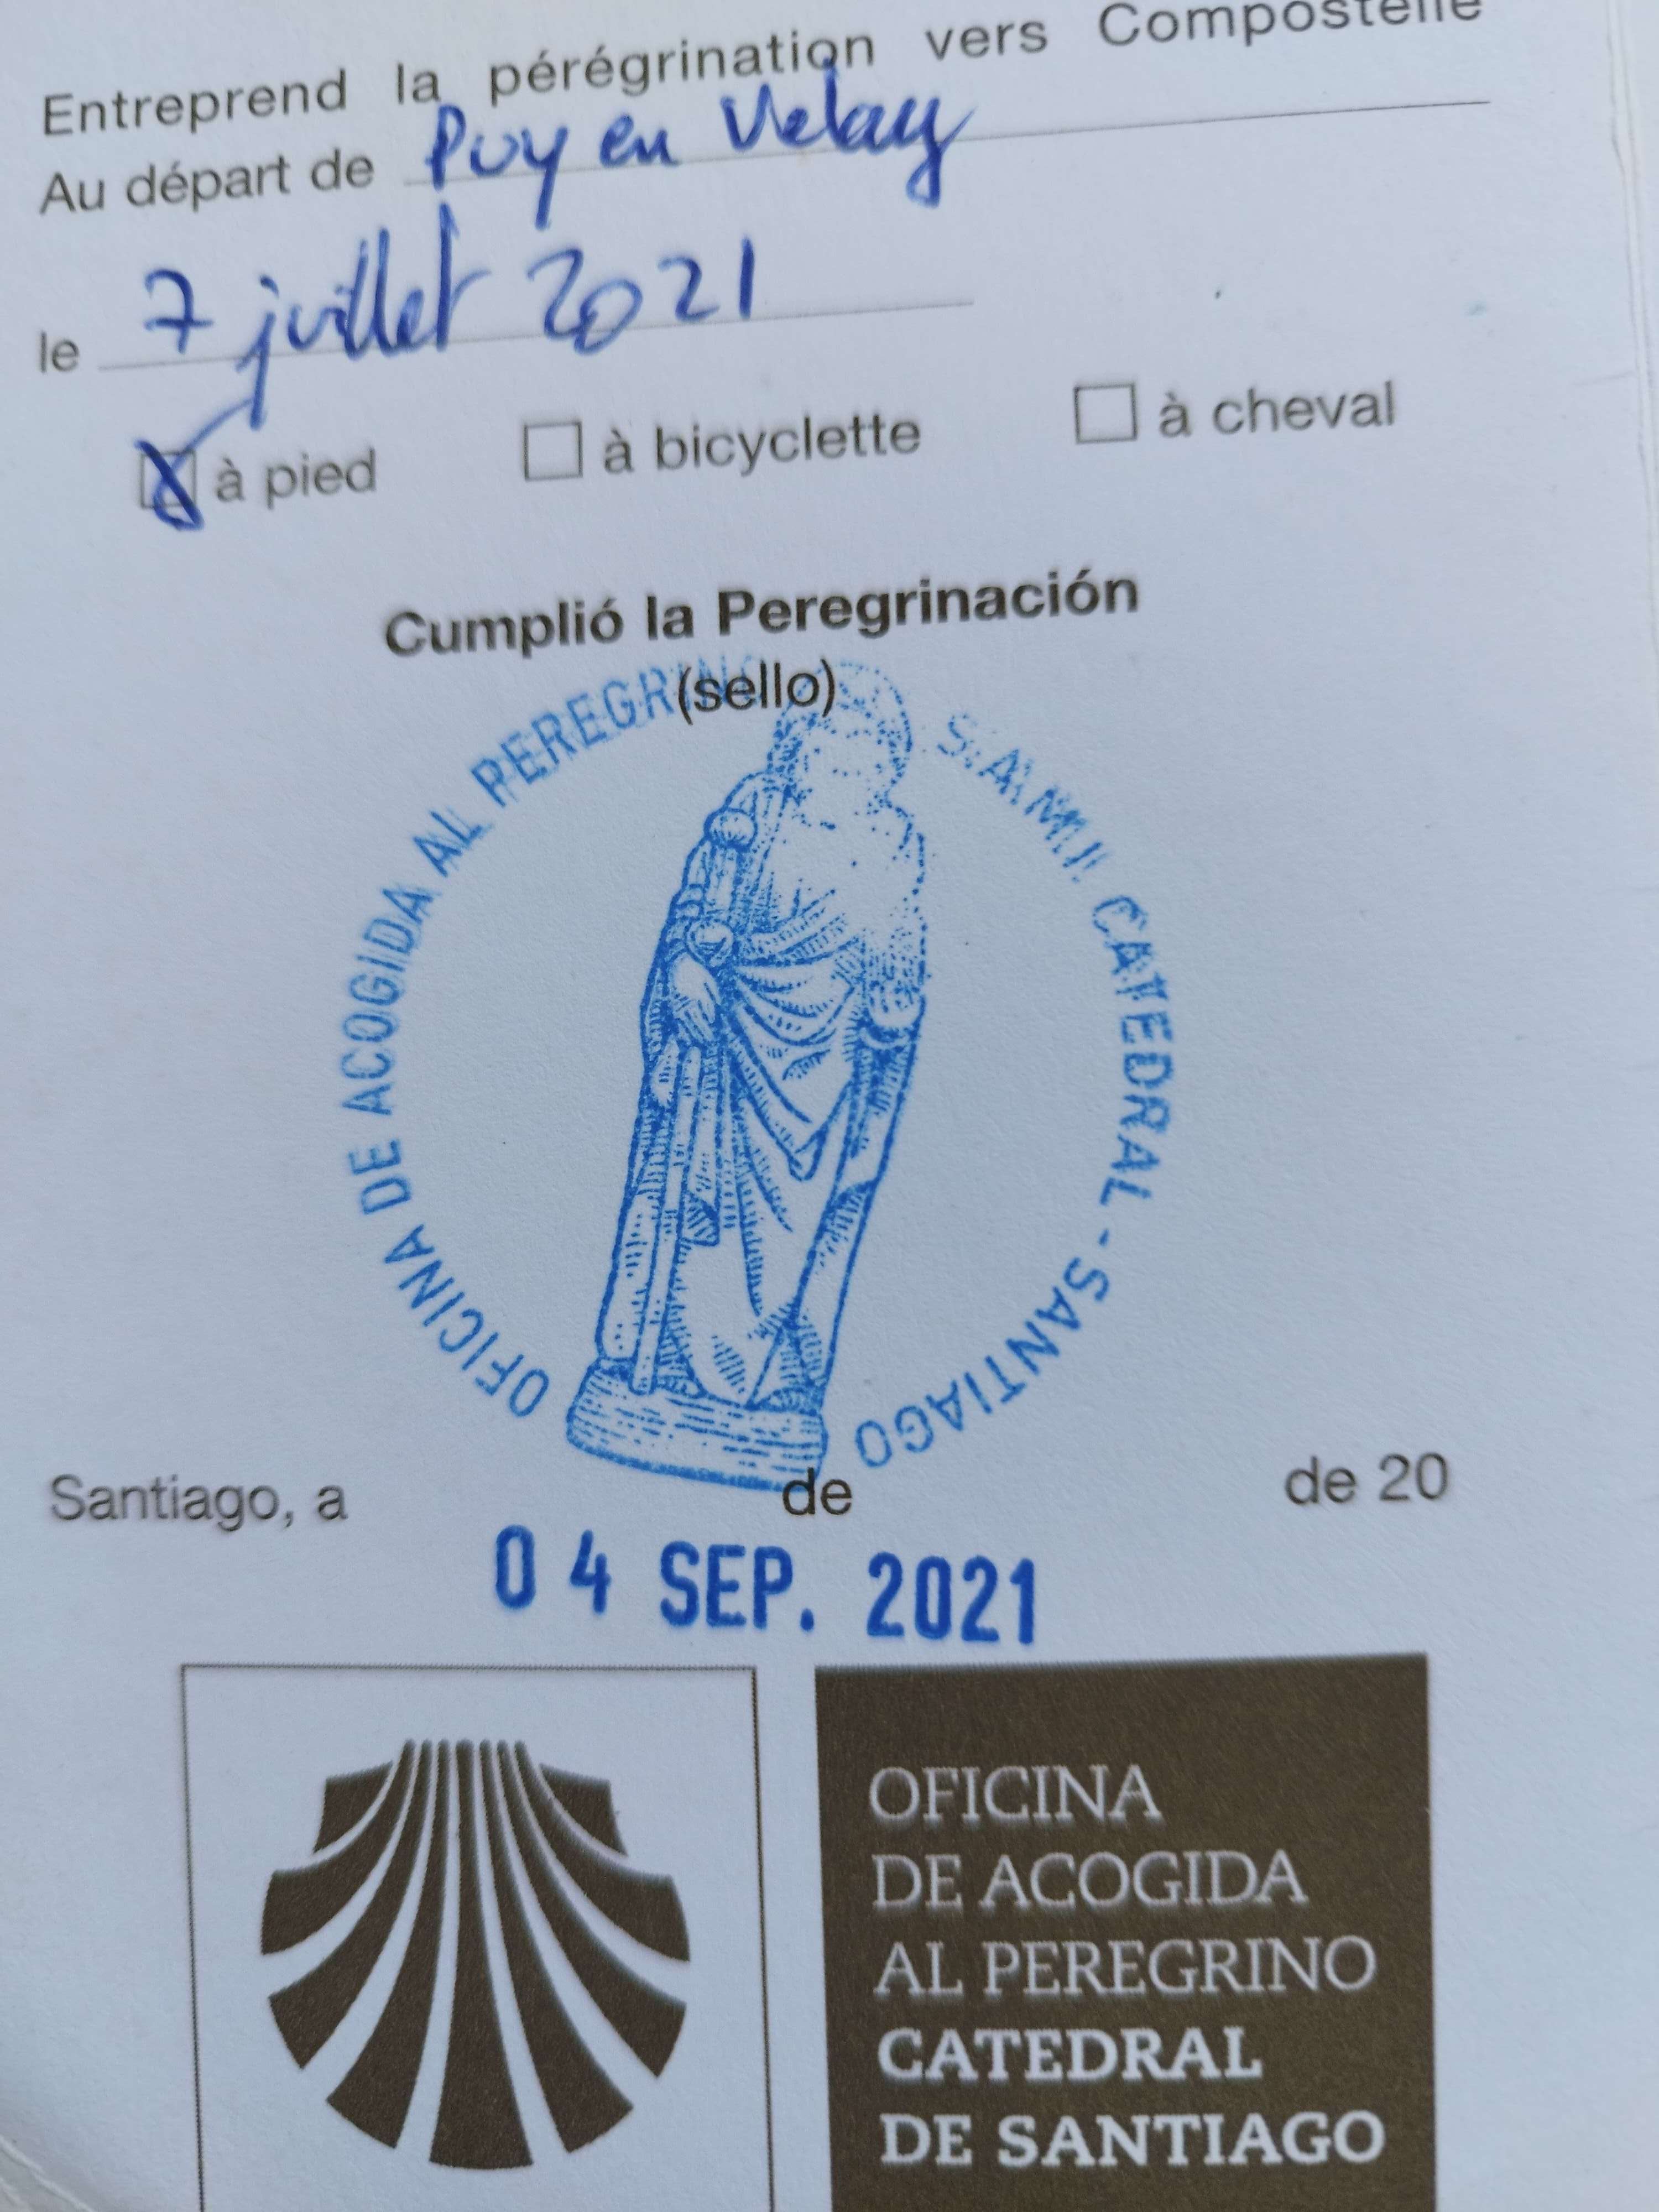 Entreprend la pérégrination vers Compostelle
Au départ de Puy en Velay
le 7 juillet 2021
à pied à bicyclette à cheval
Cumplió la Peregrinación
(sello)
OFICINA DE ACOGIDA AL PEREGRINO
S.A.M.I. CATEDRAL - SANTIAGO
Santiago, a de de 20
04 SEP. 2021
OFICINA
DE ACOGIDA
AL PEREGRINO
CATEDRAL
DE SANTIAGO